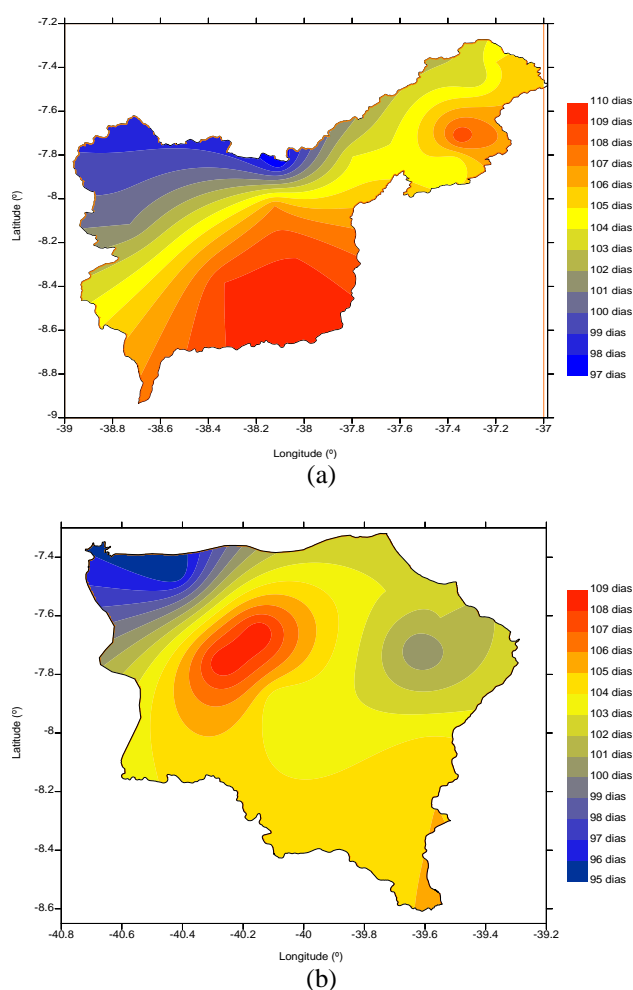 -7.2
-7.4
-7.6
-7.8
-8
-8.2
-8.4
-8.6
-8.8
-9
Latitude (º)
-39 -38.8 -38.6 -38.4 -38.2 -38 -37.8 -37.6 -37.4 -37.2 -37
Longitude (º)
110 dias
109 dias
108 dias
107 dias
106 dias
105 dias
104 dias
103 dias
102 dias
101 dias
100 dias
99 dias
98 dias
97 dias
(a)
-7.4
-7.6
-7.8
-8
-8.2
-8.4
-8.6
Latitude (º)
-40.8 -40.6 -40.4 -40.2 -40 -39.8 -39.6 -39.4 -39.2
Longitude (º)
109 dias
108 dias
107 dias
106 dias
105 dias
104 dias
103 dias
102 dias
101 dias
100 dias
99 dias
98 dias
97 dias
96 dias
95 dias
(b)